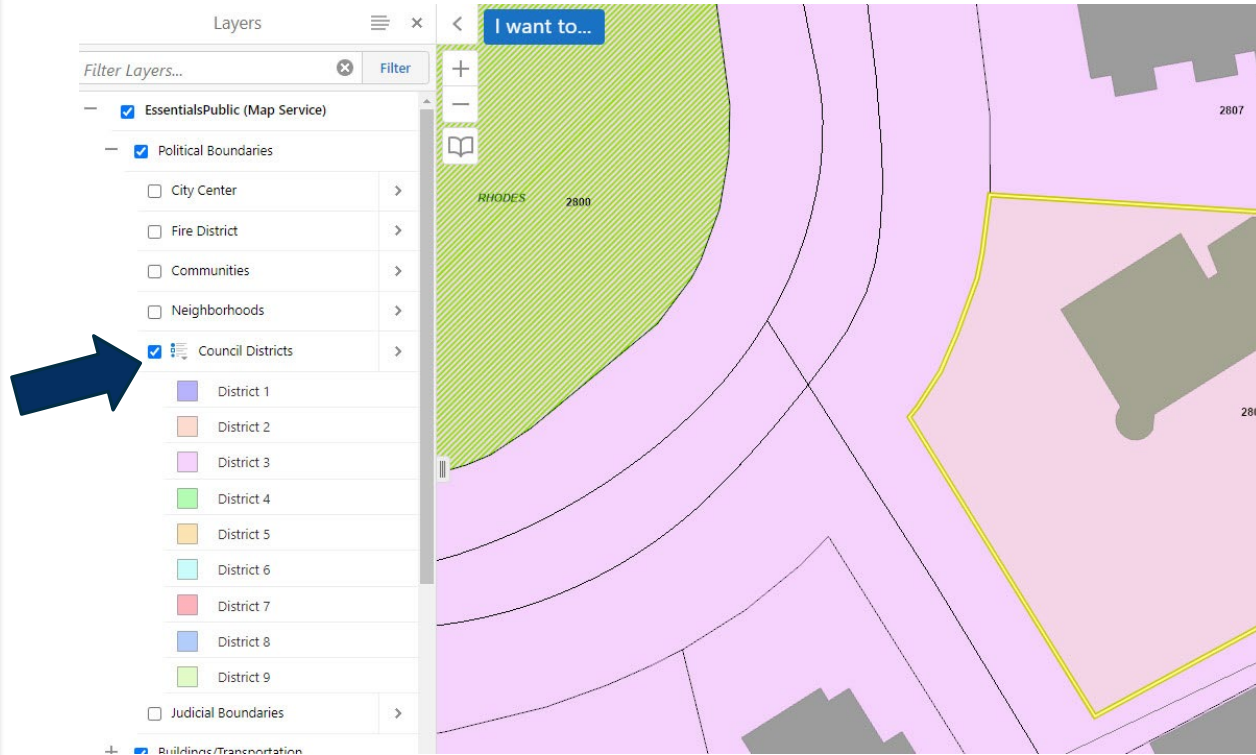 Layers
I want to...
Filter Layers...
Filter
EssentialsPublic (Map Service)
Political Boundaries
City Center
Fire District
Communities
Neighborhoods
Council Districts
District 1
District 2
District 3
District 4
District 5
District 6
District 7
District 8
District 9
Judicial Boundaries
Buildings/Transportation
RHODES 2800
2807